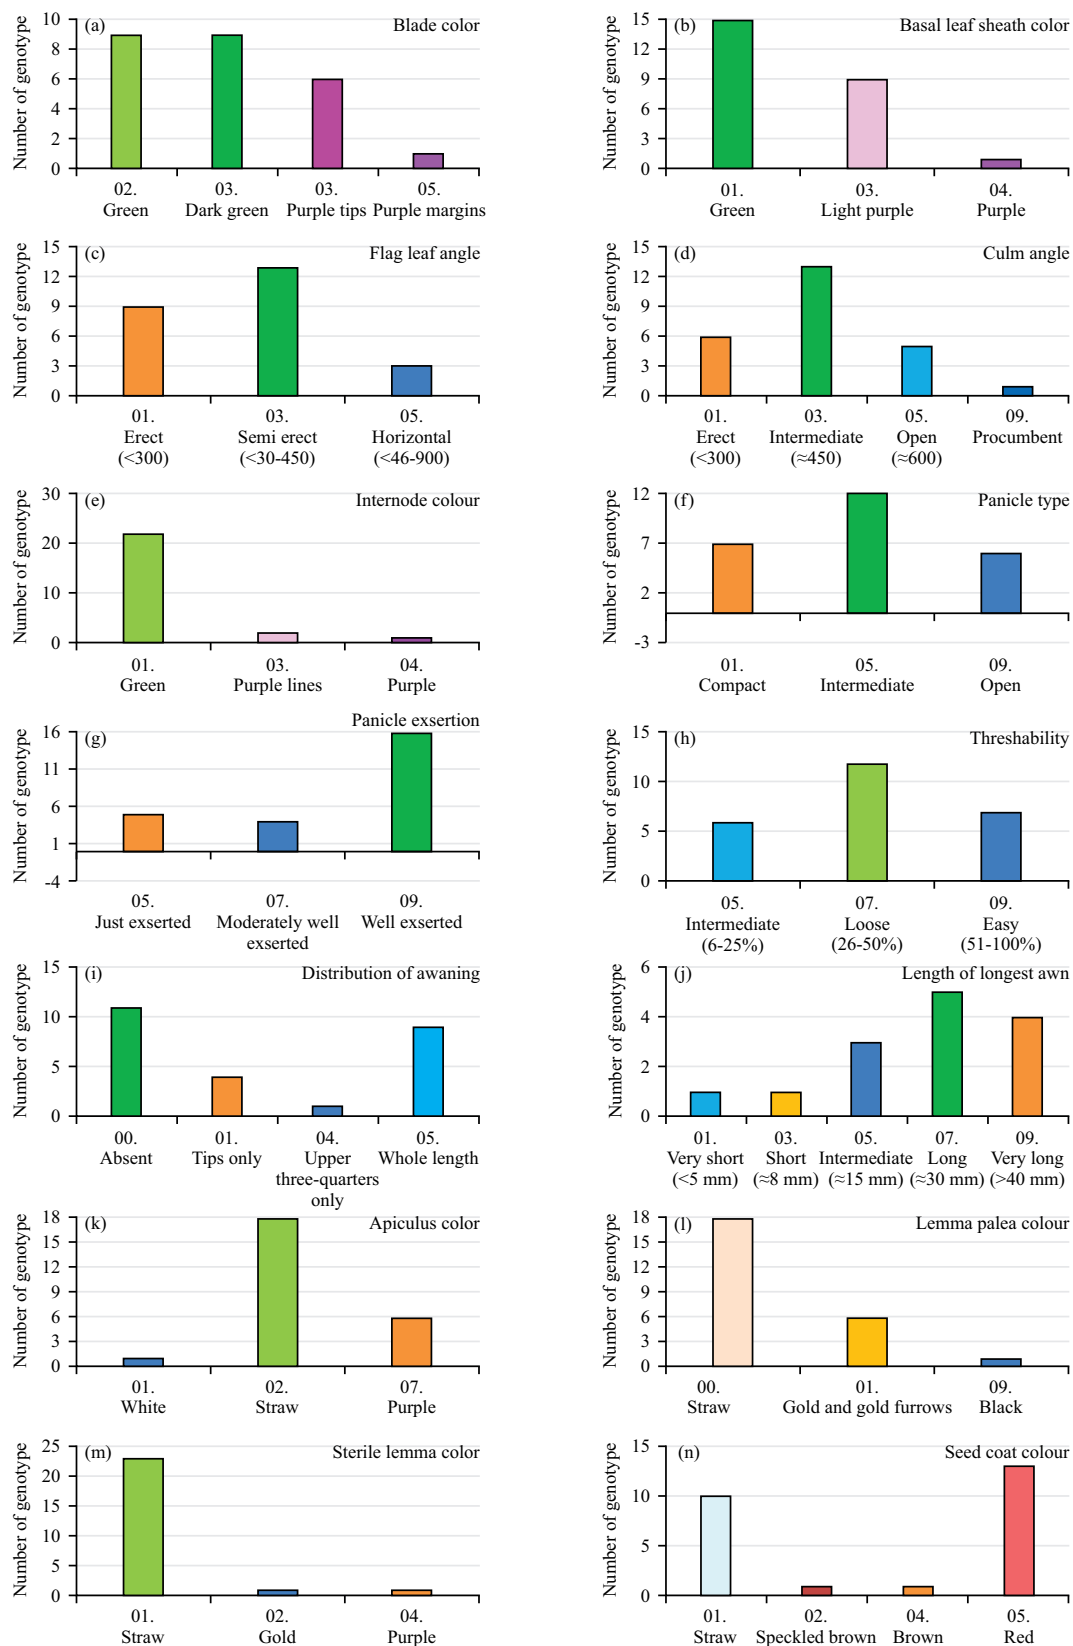 (a) Blade color
Number of genotype
10
8
6
4
2
0
02. 03. 03. 05.
Green Dark green Purple tips Purple margins
(b) Basal leaf sheath color
Number of genotype
15
12
9
6
3
0
01. 03. 04.
Green Light purple Purple
(c) Flag leaf angle
Number of genotype
15
12
9
6
3
0
01. 03. 05.
Erect Semi erect Horizontal
(<300) (<30-450) (<46-900)
(d) Culm angle
Number of genotype
15
12
9
6
3
0
01. 03. 05. 09.
Erect Intermediate Open Procumbent
(<300) (≈450) (≈600)
(e) Internode colour
Number of genotype
30
20
10
0
01. 03. 04.
Green Purple lines Purple
(f) Panicle type
Number of genotype
12
7
2
-3
01. 05. 09.
Compact Intermediate Open
(g) Panicle exsertion
Number of genotype
16
11
6
1
-4
05. 07. 09.
Just exserted Moderately well Well exserted
exserted
(h) Threshability
Number of genotype
15
10
5
0
05. 07. 09.
Intermediate Loose Easy
(6-25%) (26-50%) (51-100%)
(i) Distribution of awaning
Number of genotype
15
10
5
0
00. 01. 04. 05.
Absent Tips only Upper Whole length
three-quarters
only
(j) Length of longest awn
Number of genotype
6
4
2
0
01. 03. 05. 07. 09.
Very short Short Intermediate Long Very long
(<5 mm) (≈8 mm) (≈15 mm) (≈30 mm) (>40 mm)
(k) Apiculus color
Number of genotype
18
15
12
9
6
3
0
01. 02. 07.
White Straw Purple
(l) Lemma palea colour
Number of genotype
18
15
12
9
6
3
0
00. 01. 09.
Straw Gold and gold furrows Black
(m) Sterile lemma color
Number of genotype
25
20
15
10
5
0
01. 02. 04.
Straw Gold Purple
(n) Seed coat colour
Number of genotype
15
10
5
0
01. 02. 04. 05.
Straw Speckled brown Brown Red